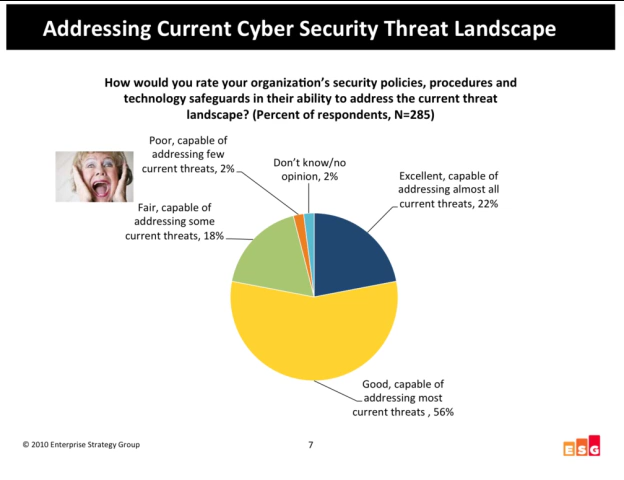 Addressing Current Cyber Security Threat Landscape
How would you rate your organization's security policies, procedures and
technology safeguards in their ability to address the current threat
landscape? (Percent of respondents, N=285)
Poor, capable of
addressing few
current threats, 2%
Don't know/no
opinion, 2%
Excellent, capable of
addressing almost all
current threats, 22%
Fair, capable of
addressing some
current threats, 18%
Good, capable of
addressing most
current threats , 56%
© 2010 Enterprise Strategy Group
7
ESG